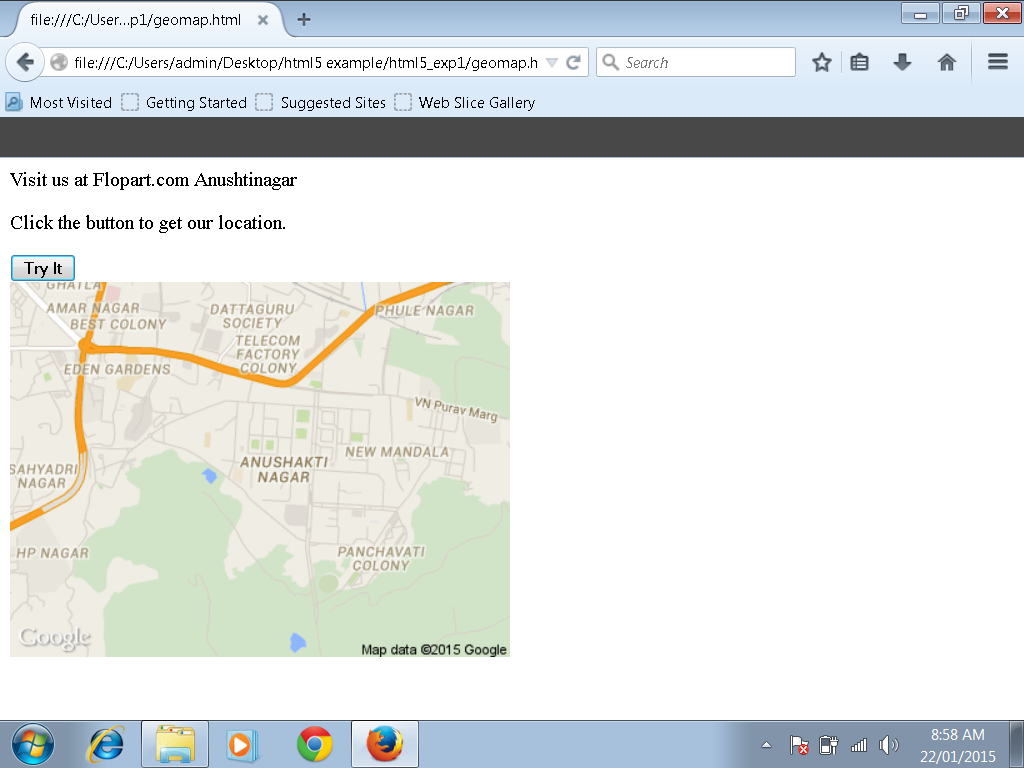 file:///C:/User...p1/geomap.html
file:///C:/Users/admin/Desktop/html5 example/html5_exp1/geomap.h
Search
Most Visited Getting Started Suggested Sites Web Slice Gallery
Visit us at Flopart.com Anushtinagar
Click the button to get our location.
Try It
GHATLA
AMAR NAGAR
BEST COLONY
DATTAGURU
SOCIETY
PHULE NAGAR
TELECOM
FACTORY
COLONY
EDEN GARDENS
VN Purav Marg
NEW MANDALA
ANUSHAKTI
NAGAR
SAHYADRI
NAGAR
HP NAGAR
PANCHAVATI
COLONY
Google
Map data ©2015 Google
8:58 AM
22/01/2015